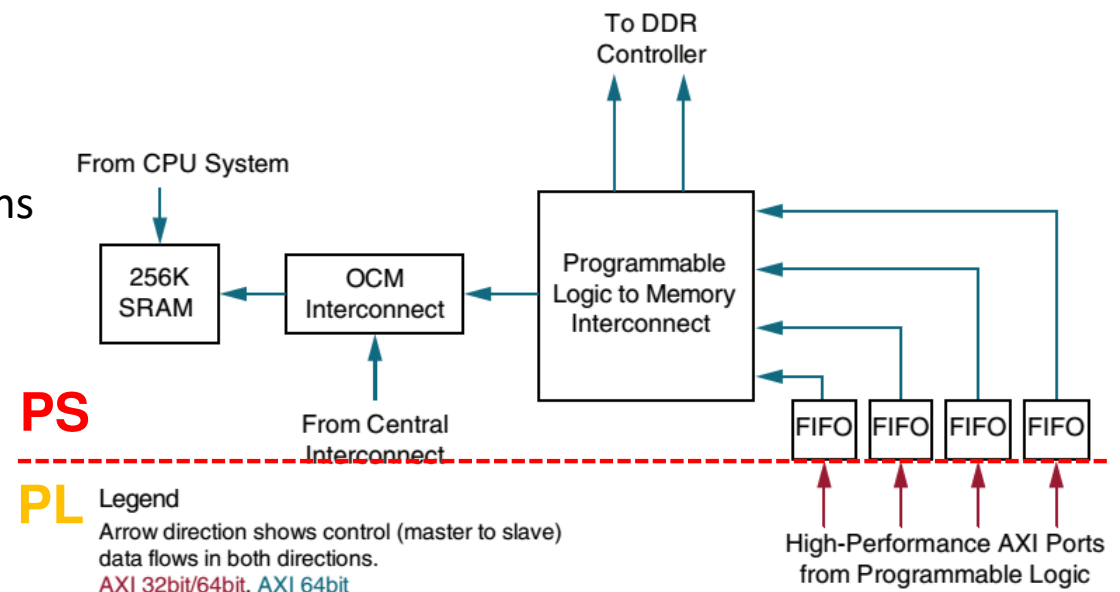 To DDR
Controller
From CPU System
ns
256K
SRAM
OCM
Interconnect
Programmable
Logic to Memory
Interconnect
PS
From Central
Interconnect
FIFO
FIFO
FIFO
FIFO
PL
Legend
Arrow direction shows control (master to slave)
data flows in both directions.
AXI 32bit/64bit, AXI 64bit
High-Performance AXI Ports
from Programmable Logic